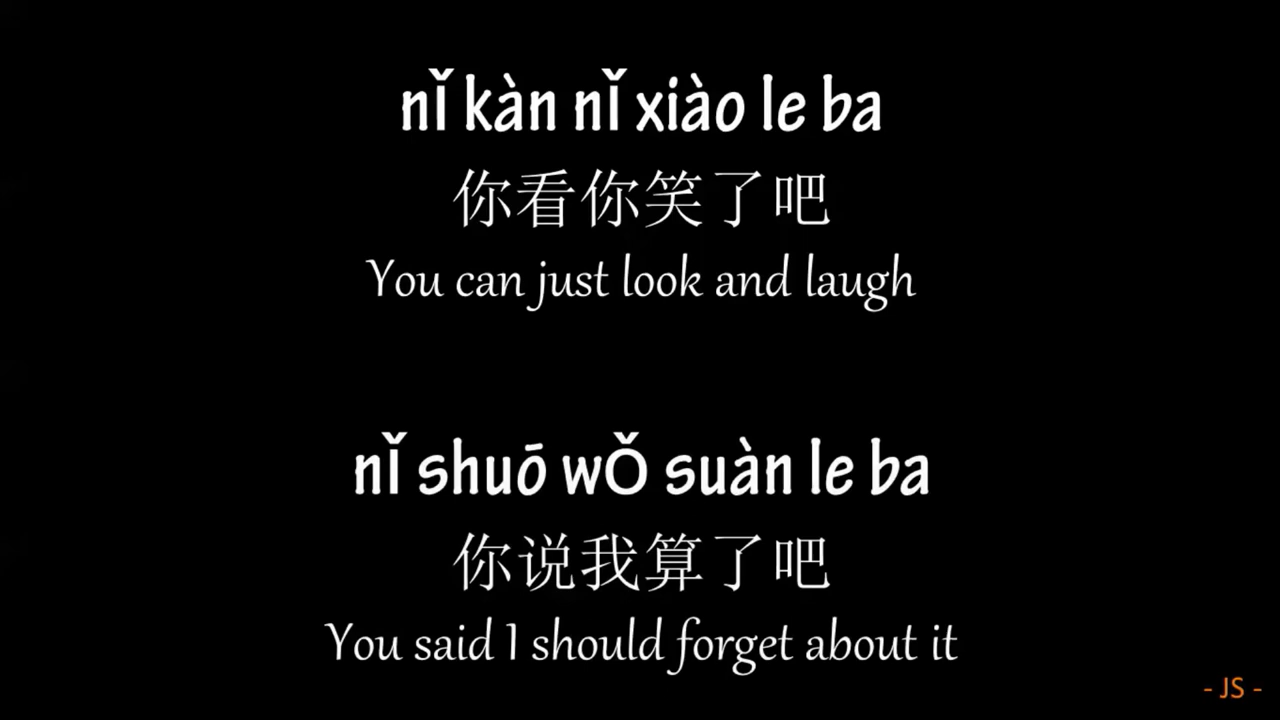 nǐ kàn nǐ xiào le ba
你看你笑了吧
You can just look and laugh
nǐ shuō wǒ suàn le ba
你说我算了吧
You said I should forget about it
- JS -